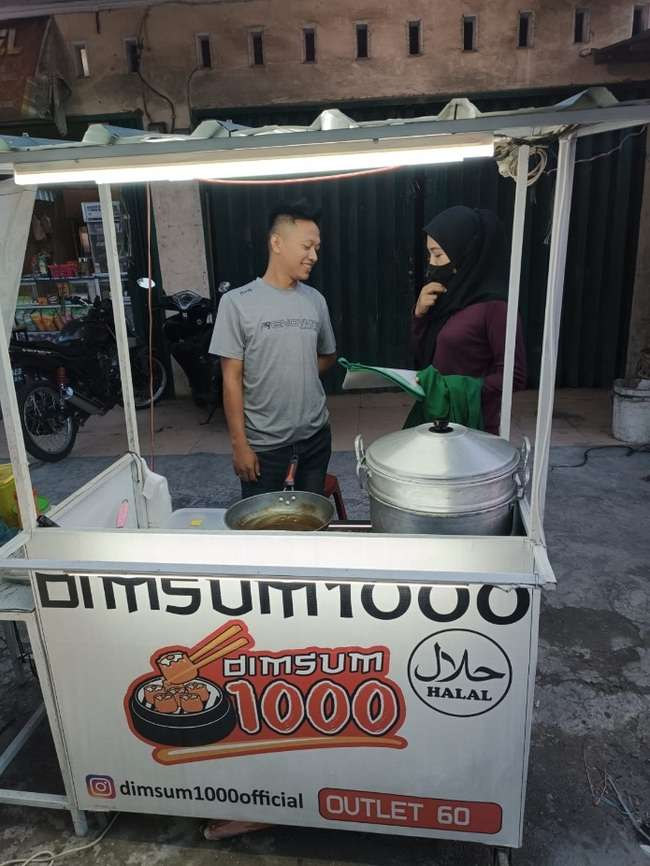 DIMSUM1000
DIMSUM
1000
حلال
HALAL
dimsum1000official
OUTLET 60